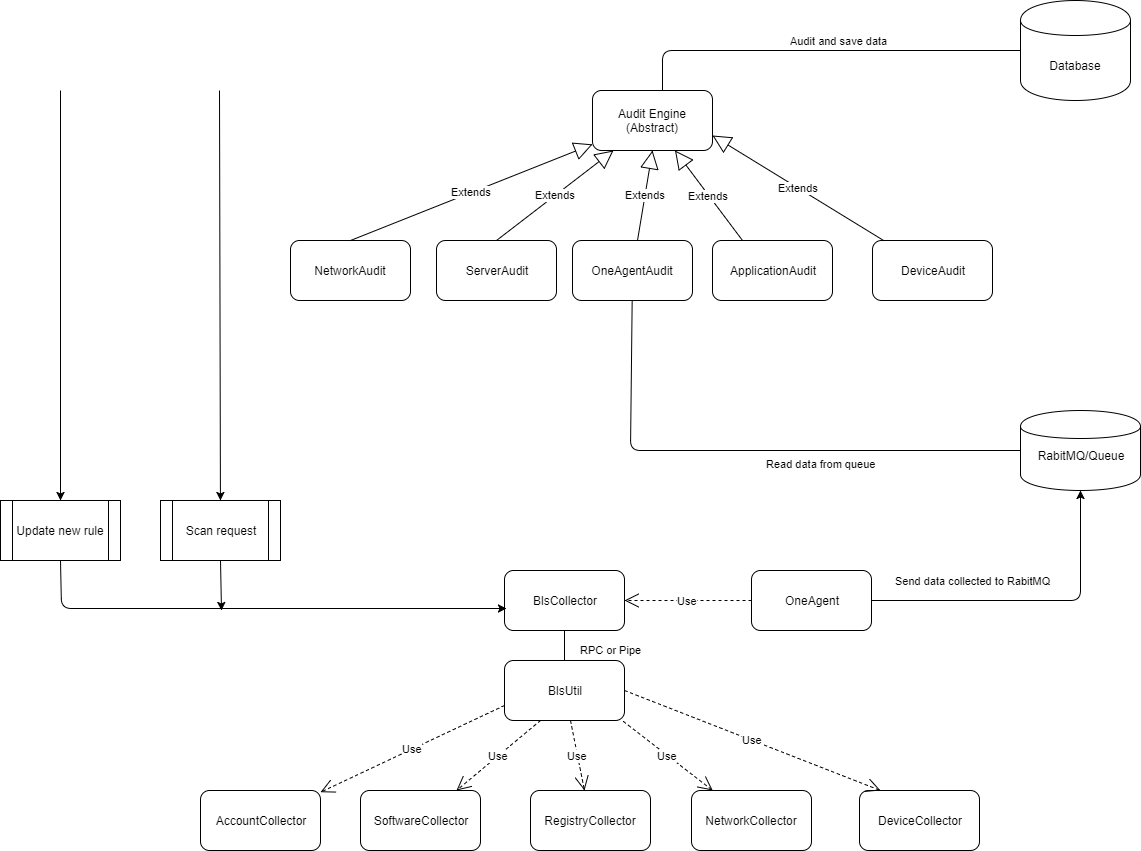 Audit and save data
Database
Audit Engine
(Abstract)
Extends
Extends
Extends
Extends
Extends
NetworkAudit
ServerAudit
OneAgentAudit
ApplicationAudit
DeviceAudit
Read data from queue
RabitMQ/Queue
Update new rule
Scan request
BlsCollector
Use
OneAgent
Send data collected to RabitMQ
RPC or Pipe
BlsUtil
Use
Use
Use
Use
Use
AccountCollector
SoftwareCollector
RegistryCollector
NetworkCollector
DeviceCollector